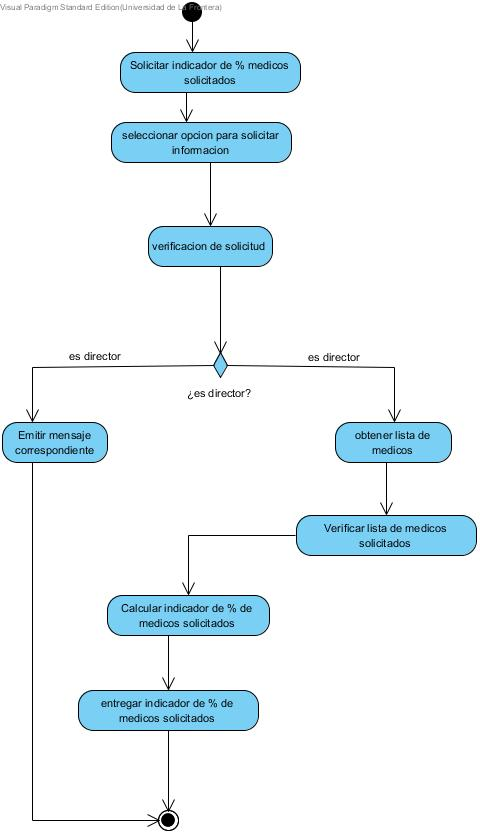 Visual Paradigm Standard Edition(Universidad de La Frontera)
Solicitar indicador de % medicos
solicitados
seleccionar opcion para solicitar
informacion
verificacion de solicitud
es director
es director
¿es director?
Emitir mensaje
correspondiente
obtener lista de
medicos
Verificar lista de medicos
solicitados
Calcular indicador de % de
medicos solicitados
entregar indicador de % de
medicos solicitados